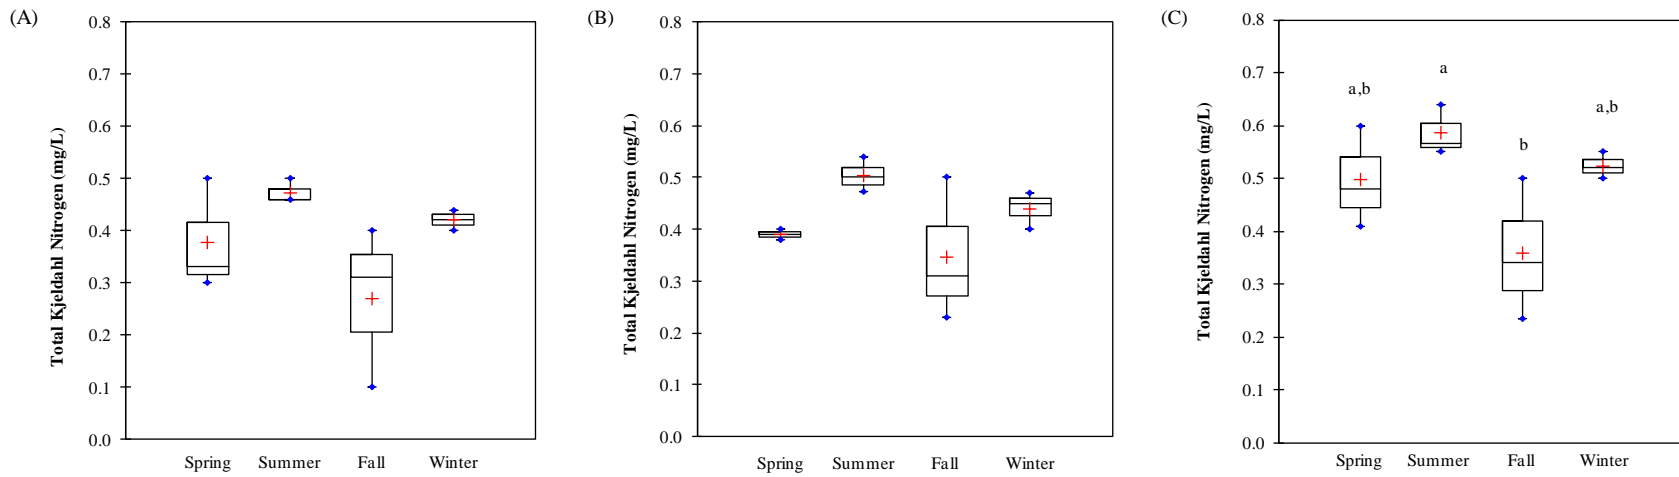 (A)
Total Kjeldahl Nitrogen (mg/L)
0.8
0.7
0.6
0.5
0.4
0.3
0.2
0.1
0.0
Spring Summer Fall Winter
(B)
Total Kjeldahl Nitrogen (mg/L)
0.8
0.7
0.6
0.5
0.4
0.3
0.2
0.1
0.0
Spring Summer Fall Winter
(C)
Total Kjeldahl Nitrogen (mg/L)
0.8
0.7
0.6
0.5
0.4
0.3
0.2
0.1
0.0
a,b
a
b
a,b
Spring Summer Fall Winter